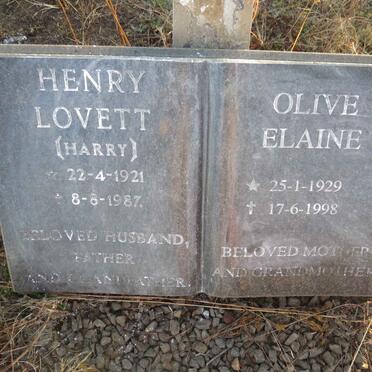 HENRY
LOVETT
(HARRY)
☆ 22-4-1921
✝ 8-8-1987.
BELOVED HUSBAND,
FATHER
AND GRANDFATHER.
OLIVE
ELAINE
★ 25-1-1929
✝ 17-6-1998
BELOVED MOTHER
AND GRANDMOTHER